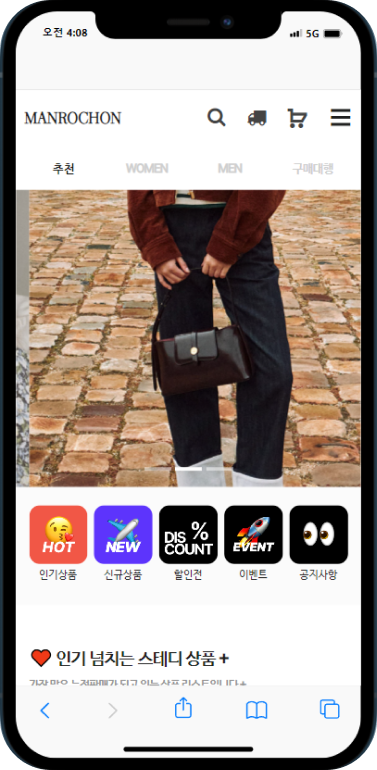 오전 4:08
5G
MANROCHON
추천 WOMEN MEN 구매대행
HOT NEW DIS % COUNT EVENT
인기상품 신규상품 할인전 이벤트 공지사항
인기 넘치는 스테디 상품 +